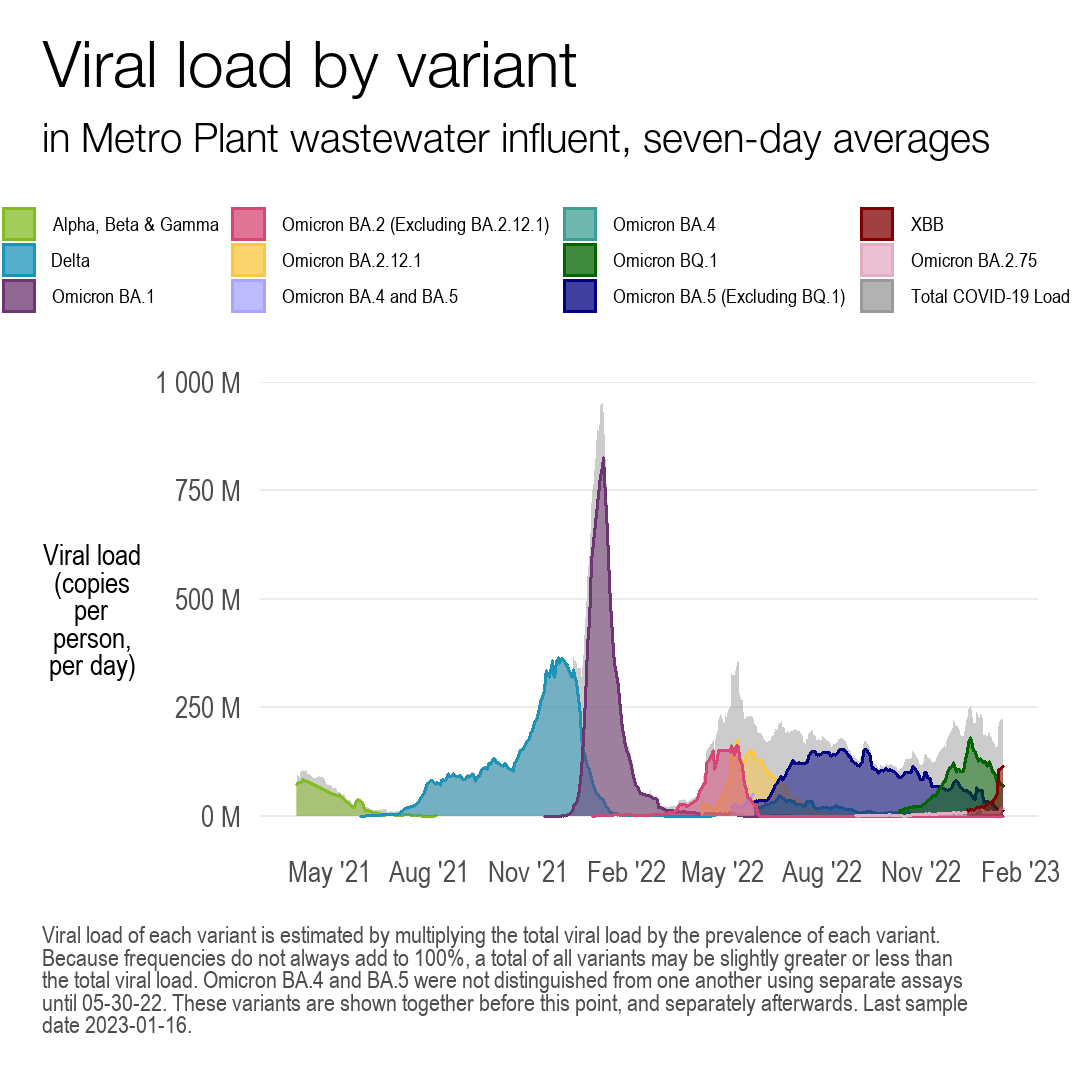 Viral load by variant
in Metro Plant wastewater influent, seven-day averages
Alpha, Beta & Gamma
Omicron BA.2 (Excluding BA.2.12.1)
Omicron BA.4
XBB
Delta
Omicron BA.2.12.1
Omicron BQ.1
Omicron BA.2.75
Omicron BA.1
Omicron BA.4 and BA.5
Omicron BA.5 (Excluding BQ.1)
Total COVID-19 Load
1 000 M
750 M
500 M
250 M
0 M
Viral load
(copies
per
person,
per day)
May '21
Aug '21
Nov '21
Feb '22
May '22
Aug '22
Nov '22
Feb '23
Viral load of each variant is estimated by multiplying the total viral load by the prevalence of each variant.
Because frequencies do not always add to 100%, a total of all variants may be slightly greater or less than
the total viral load. Omicron BA.4 and BA.5 were not distinguished from one another using separate assays
until 05-30-22. These variants are shown together before this point, and separately afterwards. Last sample
date 2023-01-16.